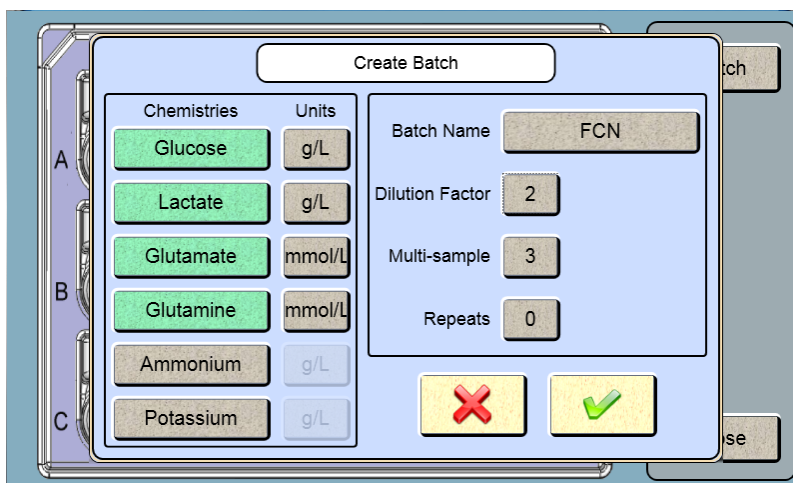 Create Batch
Chemistries Units
Glucose g/L
Lactate g/L
Glutamate mmol/L
Glutamine mmol/L
Ammonium g/L
Potassium g/L
Batch Name FCN
Dilution Factor 2
Multi-sample 3
Repeats 0
A
B
C
tch
ose